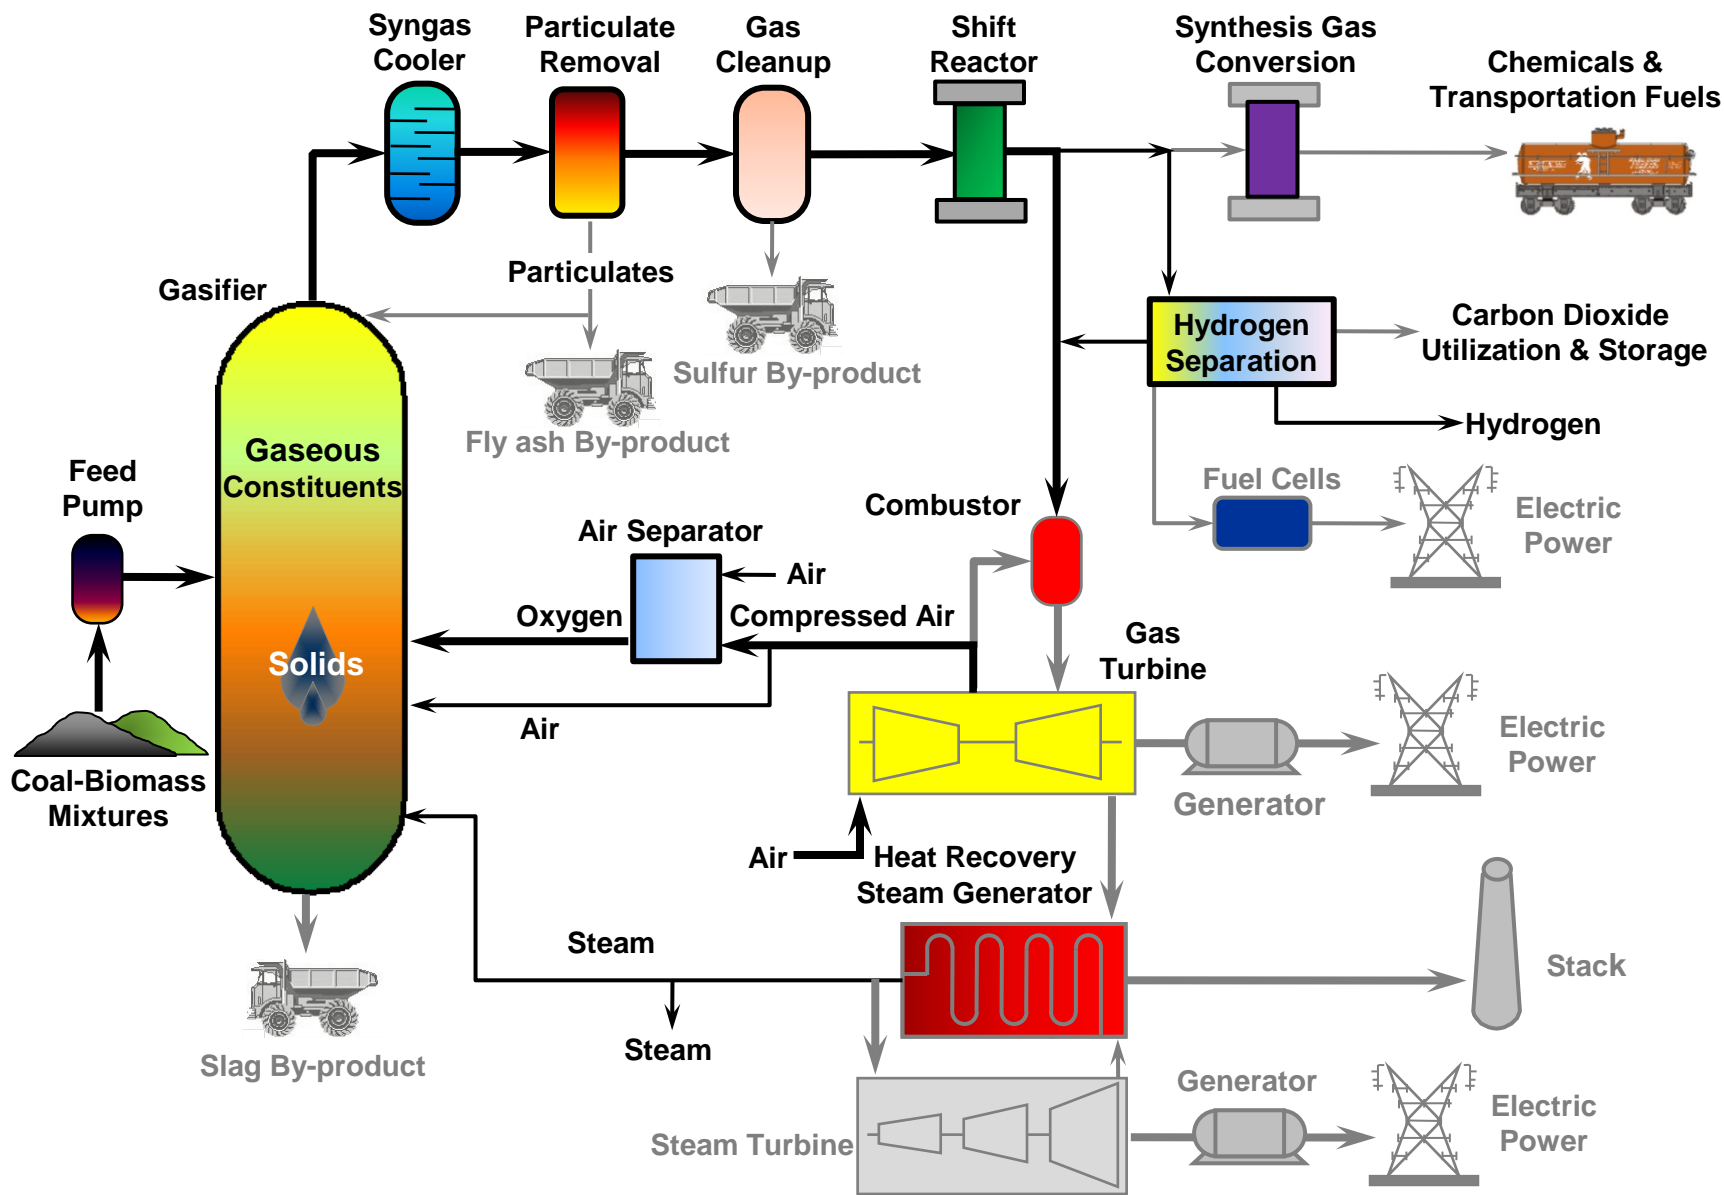 Syngas
Cooler
Particulate
Removal
Gas
Cleanup
Shift
Reactor
Synthesis Gas
Conversion
Chemicals &
Transportation Fuels
Gasifier
Particulates
Sulfur By-product
Fly ash By-product
Hydrogen
Separation
Carbon Dioxide
Utilization & Storage
Hydrogen
Fuel Cells
Electric
Power
Gaseous
Constituents
Feed
Pump
Combustor
Air Separator
Air
Oxygen
Compressed Air
Solids
Air
Gas
Turbine
Coal-Biomass
Mixtures
Generator
Electric
Power
Air
Heat Recovery
Steam Generator
Steam
Steam
Stack
Slag By-product
Steam Turbine
Generator
Electric
Power